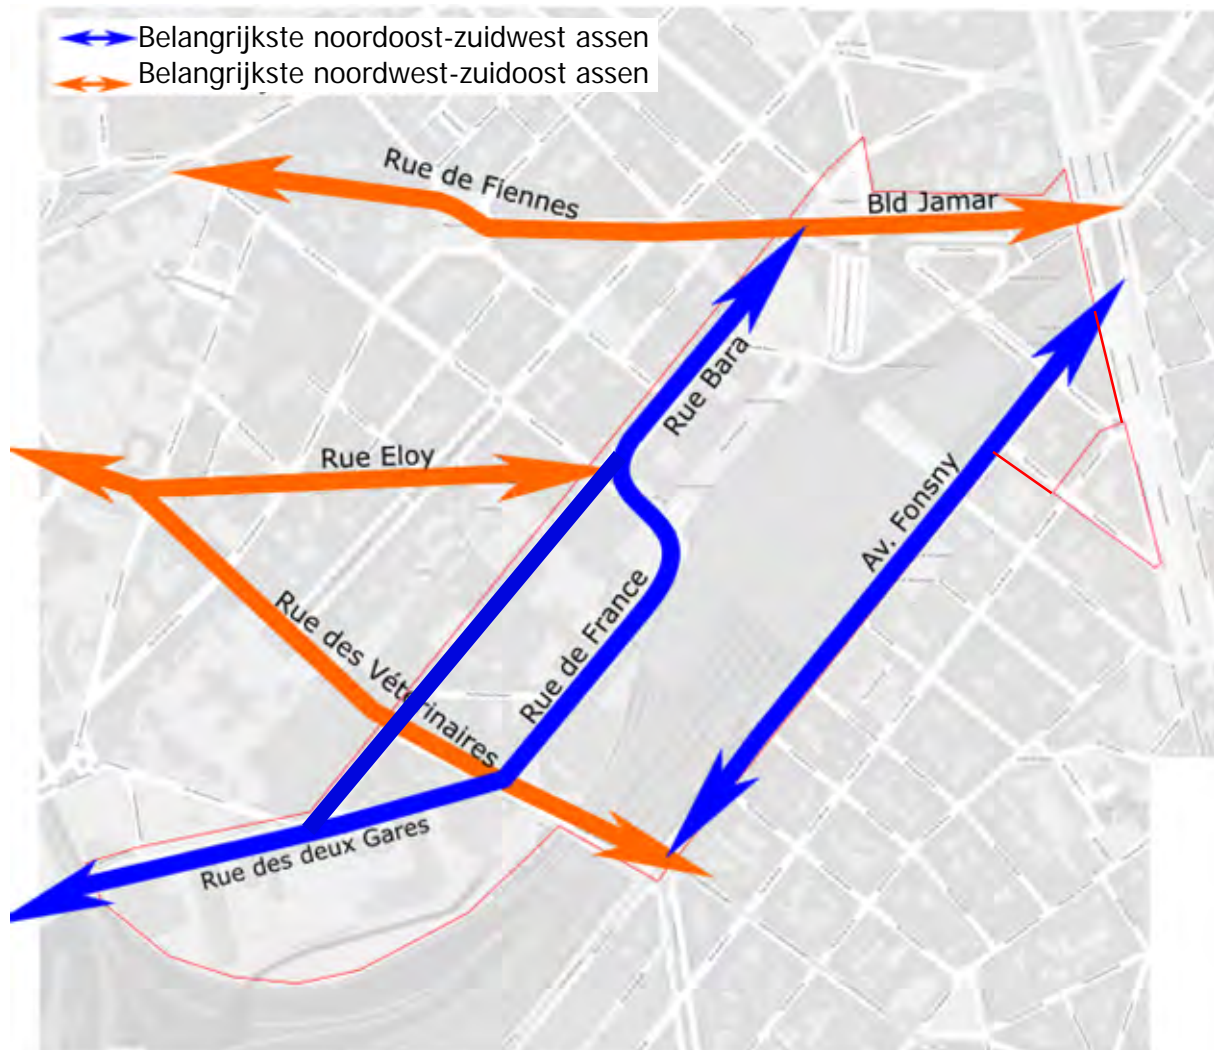 Belangrijkste noordoost-zuidwest assen
Belangrijkste noordwest-zuidoost assen
Rue de Fiennes
Bld Jamar
Rue Bara
Rue Eloy
Av. Fonsny
Rue de France
Rue des Vétérinaires
Rue des deux Gares